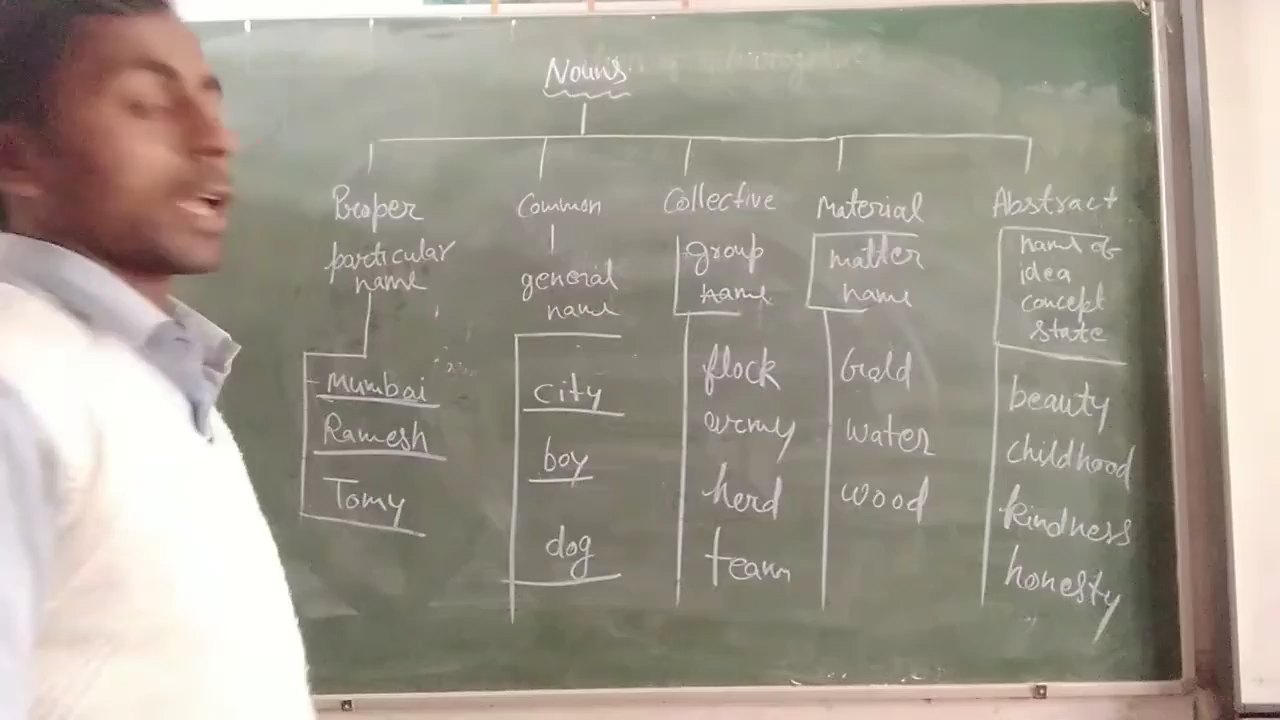 Nouns
Proper
particular
name
Mumbai
Ramesh
Tomy
Common
general
name
city
boy
dog
Collective
group
name
flock
army
herd
team
Material
matter
name
Gold
water
wood
Abstract
name of
idea
concept
state
beauty
childhood
kindness
honesty